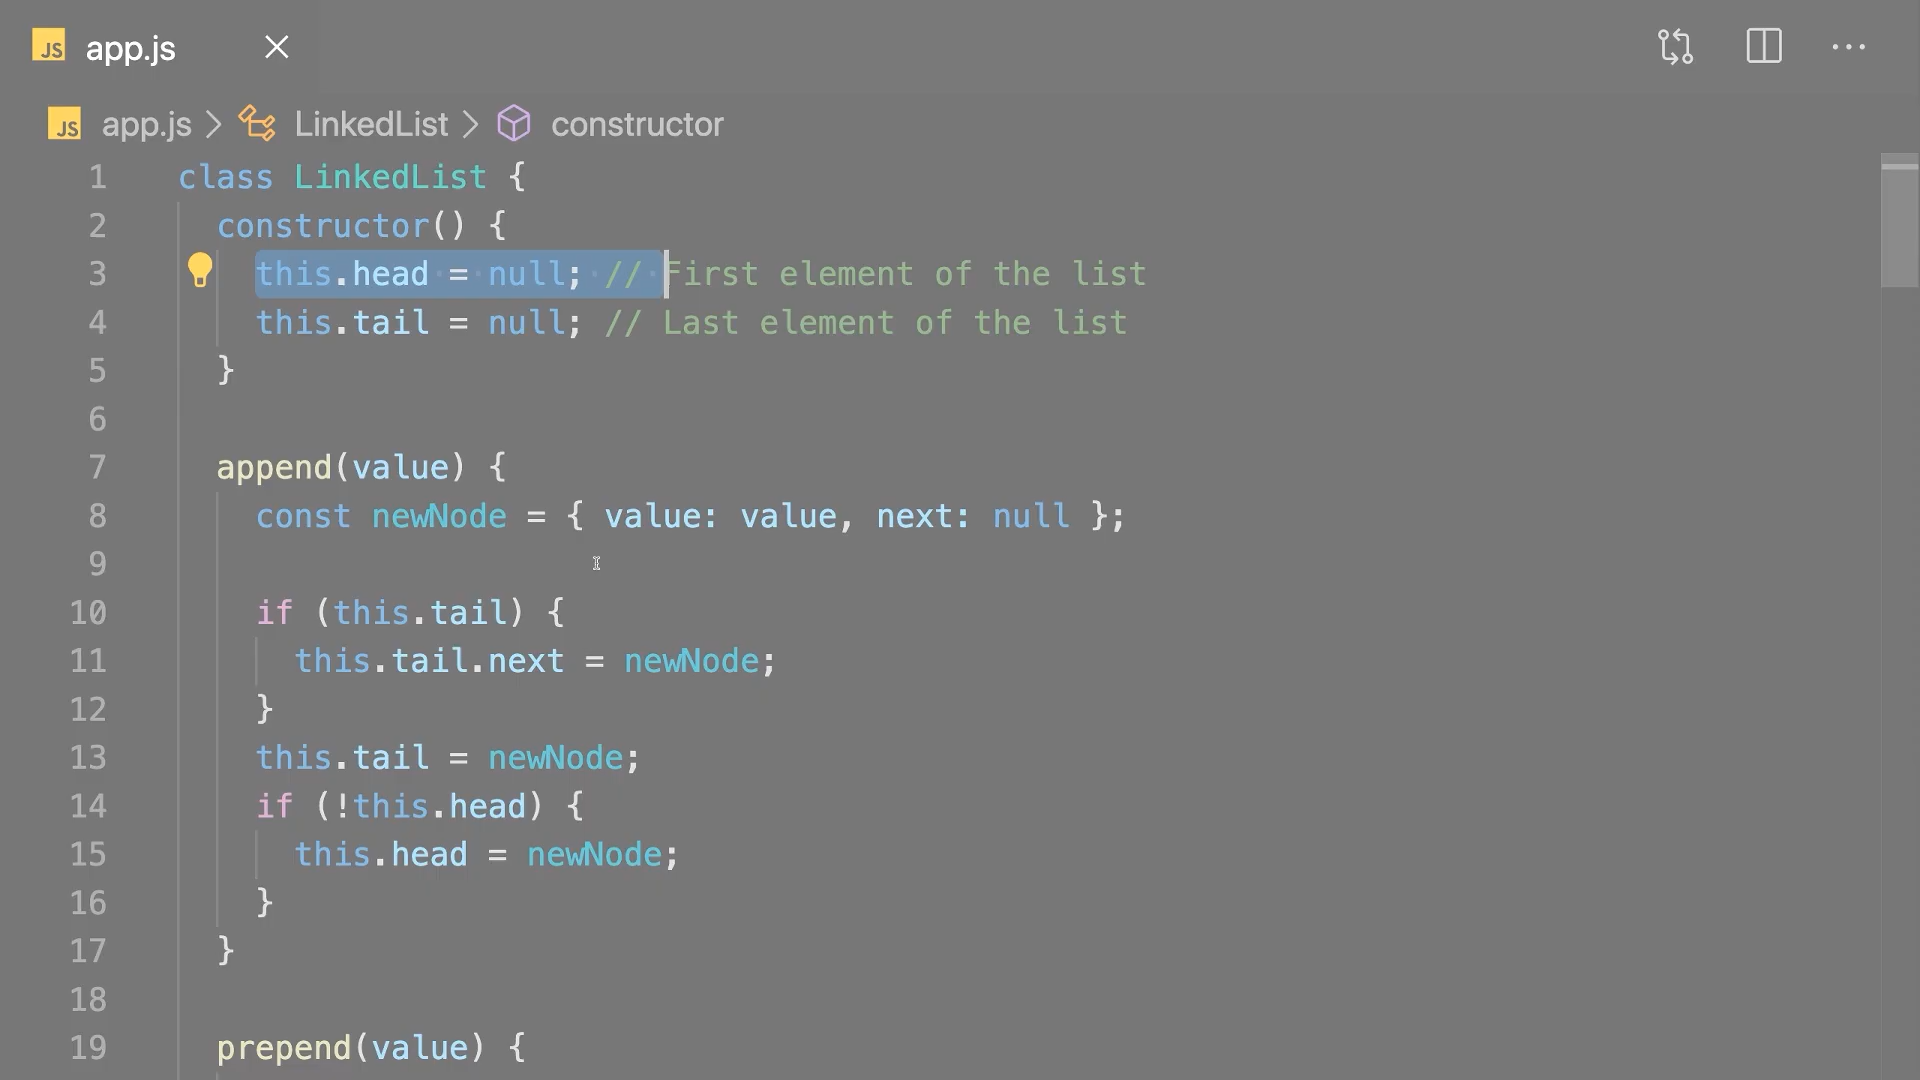 JS app.js
JS app.js LinkedList constructor
1 class LinkedList {
2 constructor() {
3 this.head = null; // First element of the list
4 this.tail = null; // Last element of the list
5 }
6
7 append(value) {
8 const newNode = { value: value, next: null };
9
10 if (this.tail) {
11 this.tail.next = newNode;
12 }
13 this.tail = newNode;
14 if (!this.head) {
15 this.head = newNode;
16 }
17 }
18
19 prepend(value) {